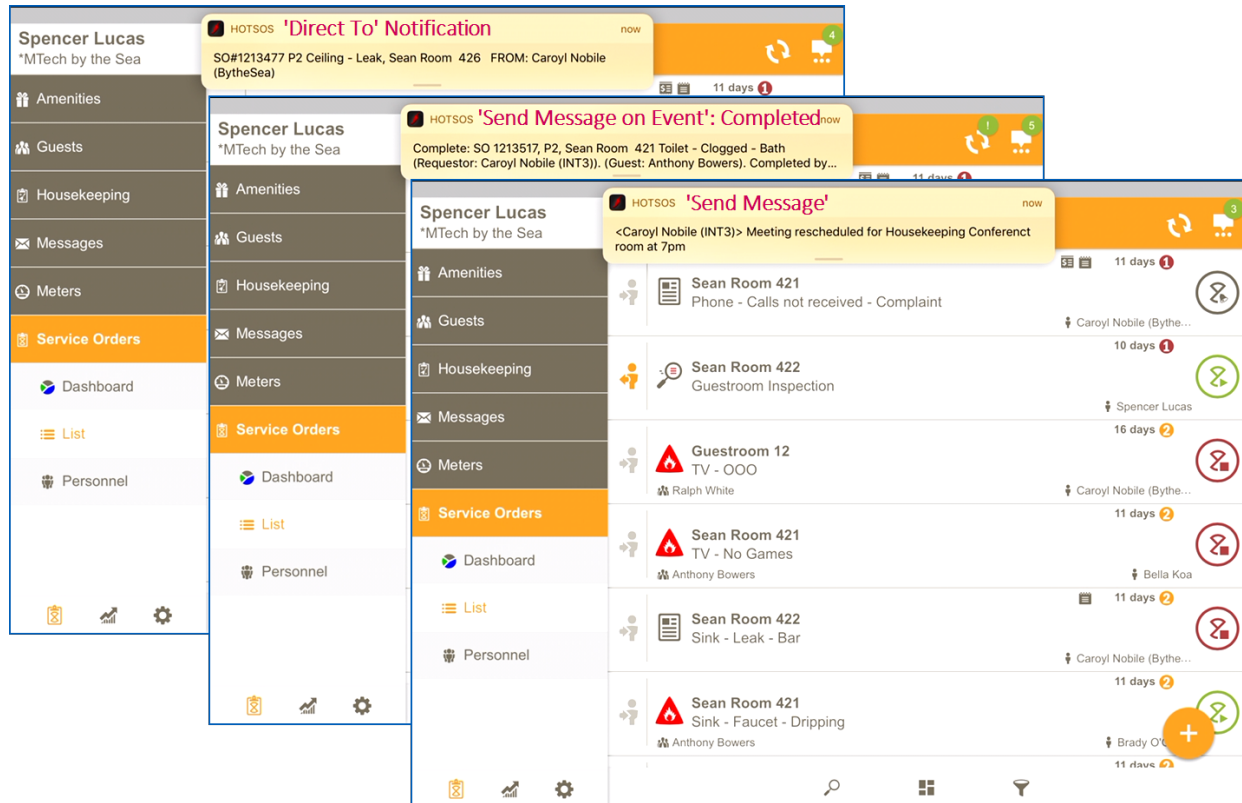 Spencer Lucas
*MTech by the Sea
HOTSOS 'Direct To' Notification now
SO#1213477 P2 Ceiling - Leak, Sean Room 426 FROM: Caroyl Nobile
(BytheSea)
4
11 days 1
Amenities
Guests
Housekeeping
Messages
Meters
Service Orders
Dashboard
List
Personnel
Spencer Lucas
*MTech by the Sea
HOTSOS 'Send Message on Event': Completed now
Complete: SO 1213517, P2, Sean Room 421 Toilet - Clogged - Bath
(Requestor: Caroyl Nobile (INT3)). (Guest: Anthony Bowers). Completed by...
!
5
11 days 1
Amenities
Guests
Housekeeping
Messages
Meters
Service Orders
Dashboard
List
Personnel
Spencer Lucas
*MTech by the Sea
HOTSOS 'Send Message' now
<Caroyl Nobile (INT3)> Meeting rescheduled for Housekeeping Conferenct
room at 7pm
3
Amenities
Guests
Housekeeping
Messages
Meters
Service Orders
Dashboard
List
Personnel
11 days 1
Sean Room 421
Phone - Calls not received - Complaint
Caroyl Nobile (Bythe...
10 days 1
Sean Room 422
Guestroom Inspection
Spencer Lucas
16 days 2
Guestroom 12
TV - OOO
Ralph White
Caroyl Nobile (Bythe...
11 days 2
Sean Room 421
TV - No Games
Anthony Bowers
Bella Koa
11 days 2
Sean Room 422
Sink - Leak - Bar
Caroyl Nobile (Bythe...
11 days 2
Sean Room 421
Sink - Faucet - Dripping
Anthony Bowers
Brady
+
11 days 2